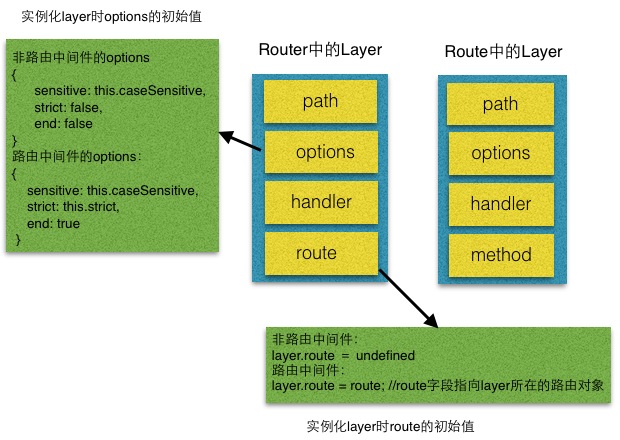 实例化layer时options的初始值
非路由中间件的options
{
sensitive: this.caseSensitive,
strict: false,
end: false
}
路由中间件的options：
{
sensitive: this.caseSensitive,
strict: this.strict,
end: true
}
Router中的Layer
path
options
handler
route
Route中的Layer
path
options
handler
method
非路由中间件：
layer.route = undefined
路由中间件：
layer.route = route; //route字段指向layer所在的路由对象
实例化layer时route的初始值